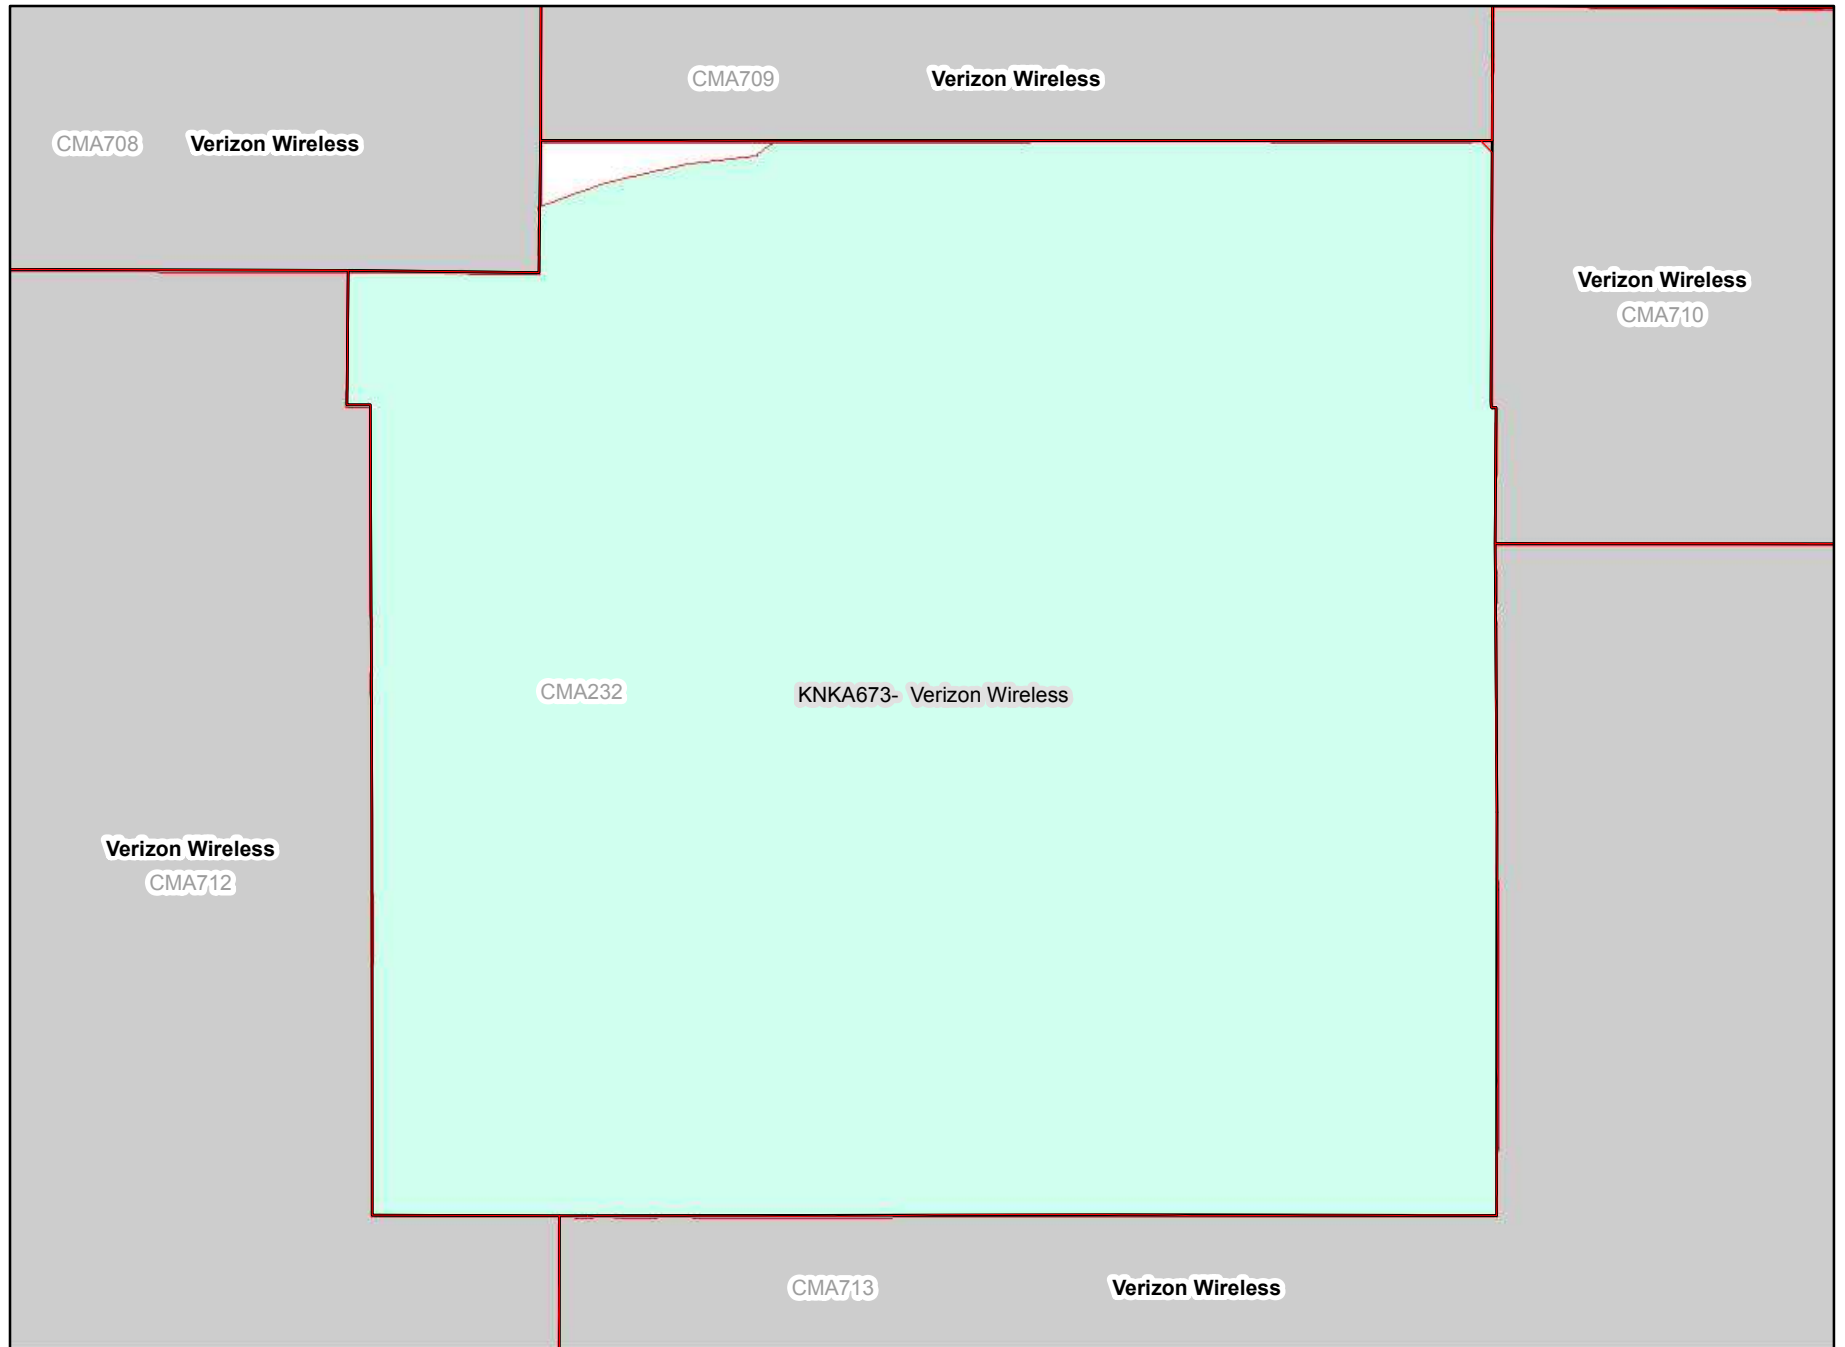 CMA709 Verizon Wireless
CMA708 Verizon Wireless
Verizon Wireless
CMA710
CMA232 KNKA673- Verizon Wireless
Verizon Wireless
CMA712
CMA713 Verizon Wireless